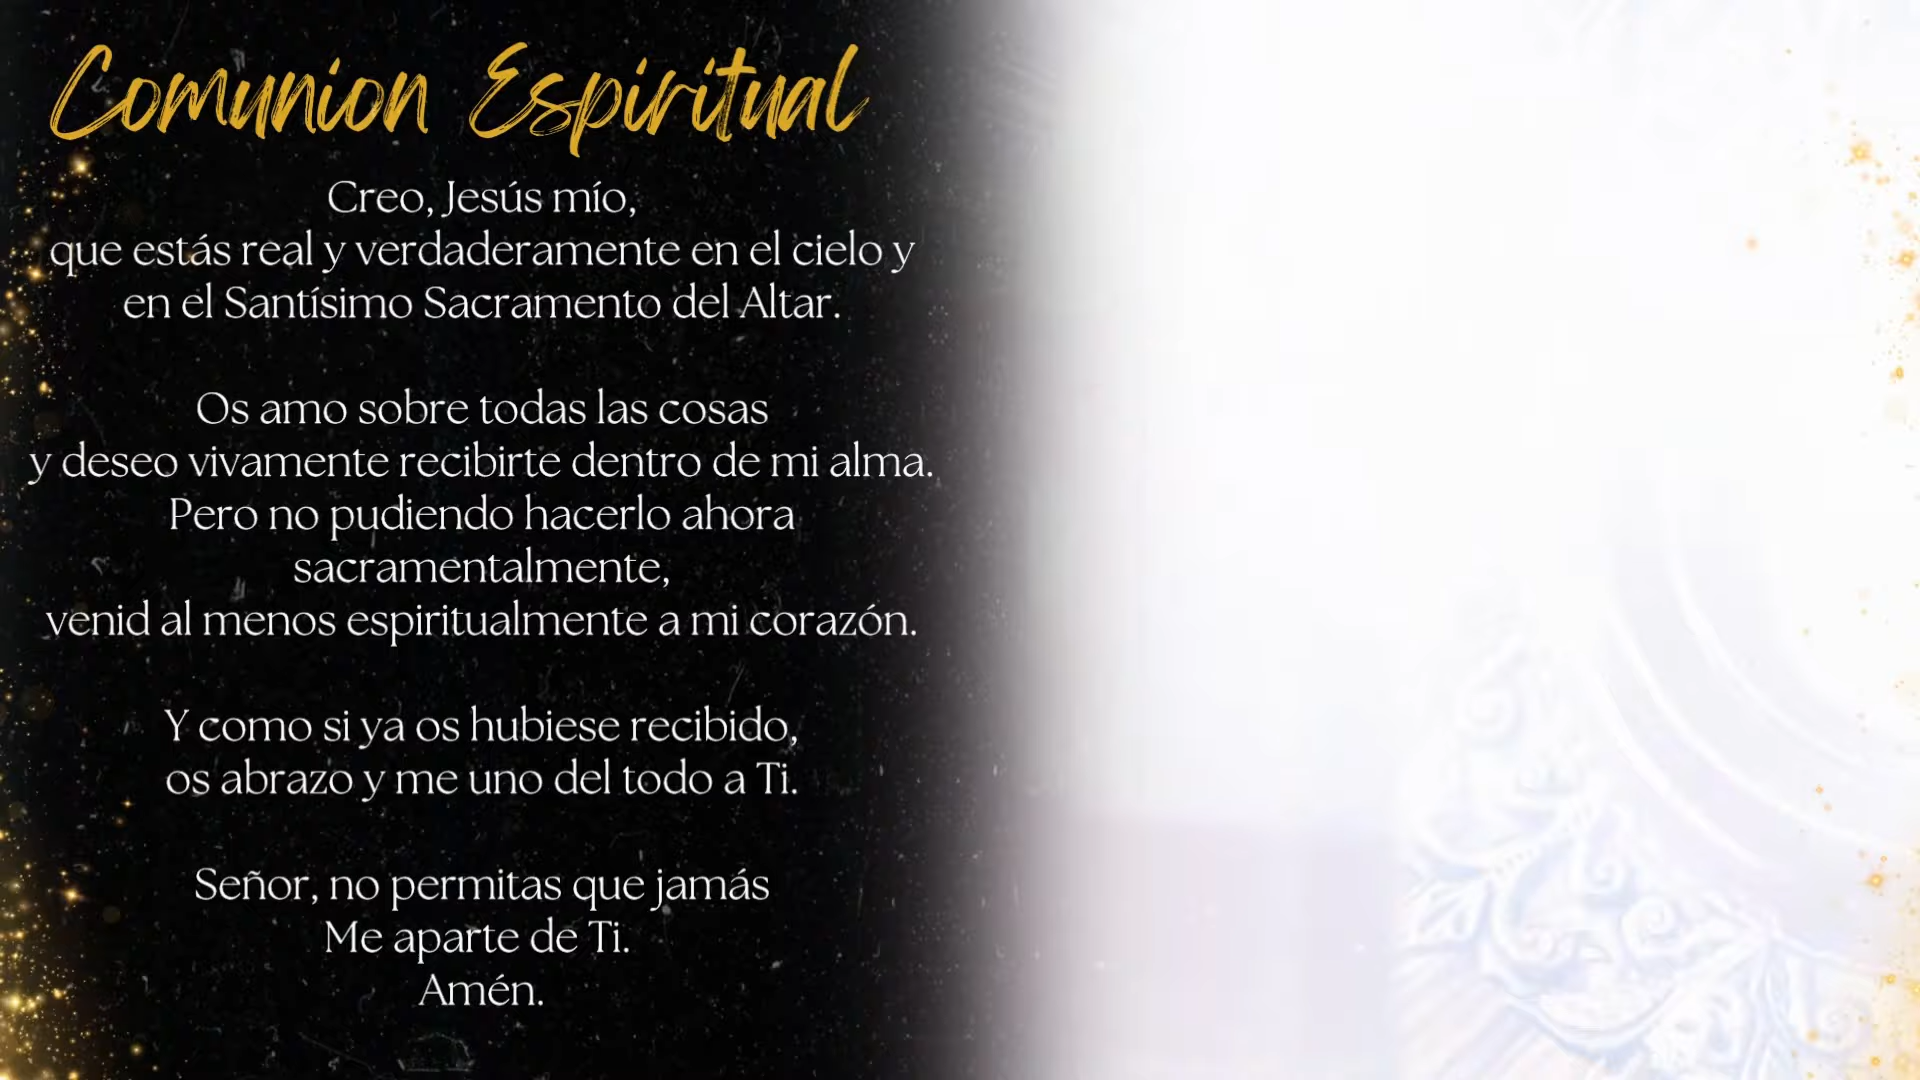 Comunion Espiritual
Creo, Jesús mío,
que estás real y verdaderamente en el cielo y
en el Santísimo Sacramento del Altar.
Os amo sobre todas las cosas
y deseo vivamente recibirte dentro de mi alma.
Pero no pudiendo hacerlo ahora
sacramentalmente,
venid al menos espiritualmente a mi corazón.
Y como si ya os hubiese recibido,
os abrazo y me uno del todo a Ti.
Señor, no permitas que jamás
Me aparte de Ti.
Amén.